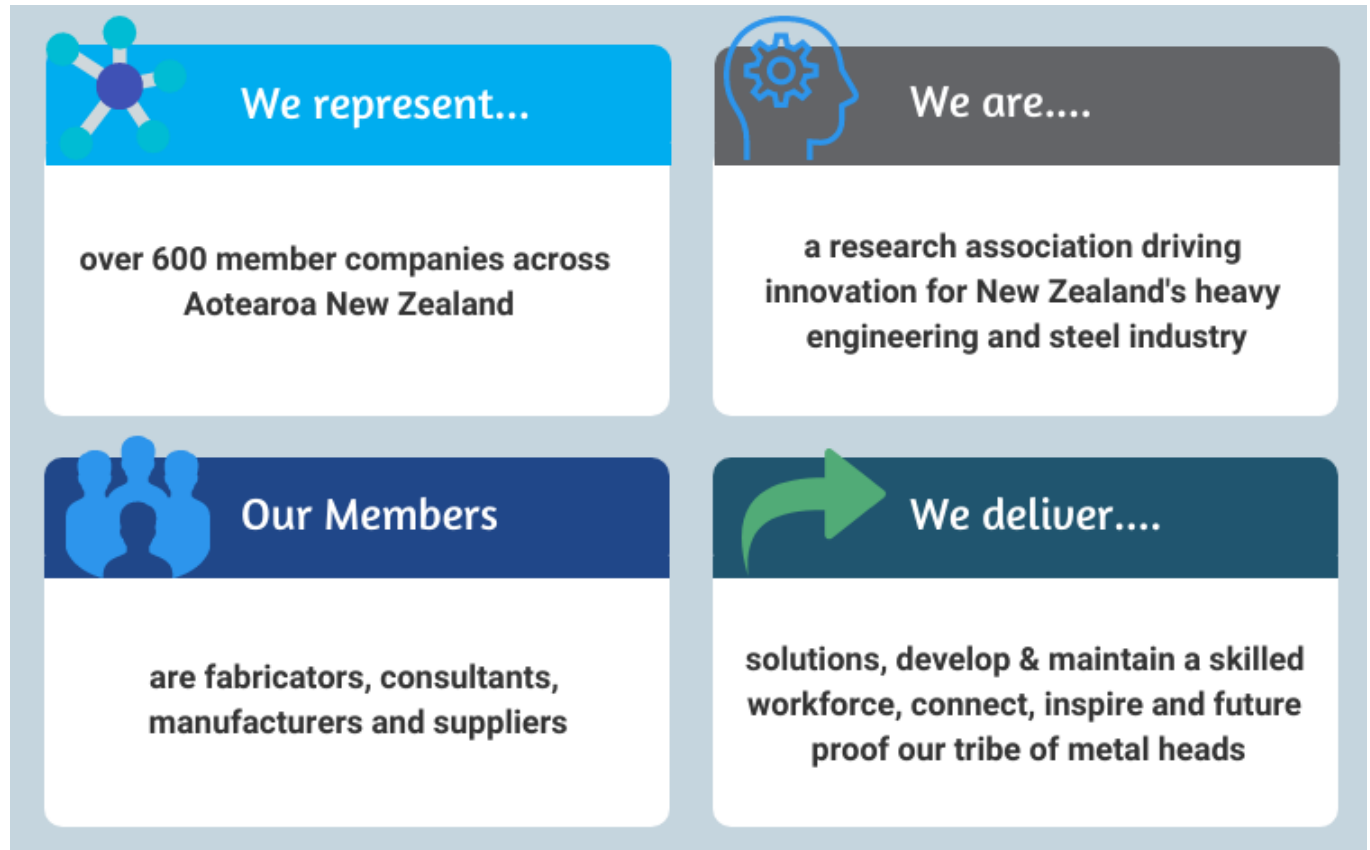 We represent...
over 600 member companies across
Aotearoa New Zealand
We are....
a research association driving
innovation for New Zealand's heavy
engineering and steel industry
Our Members
are fabricators, consultants,
manufacturers and suppliers
We deliver....
solutions, develop & maintain a skilled
workforce, connect, inspire and future
proof our tribe of metal heads